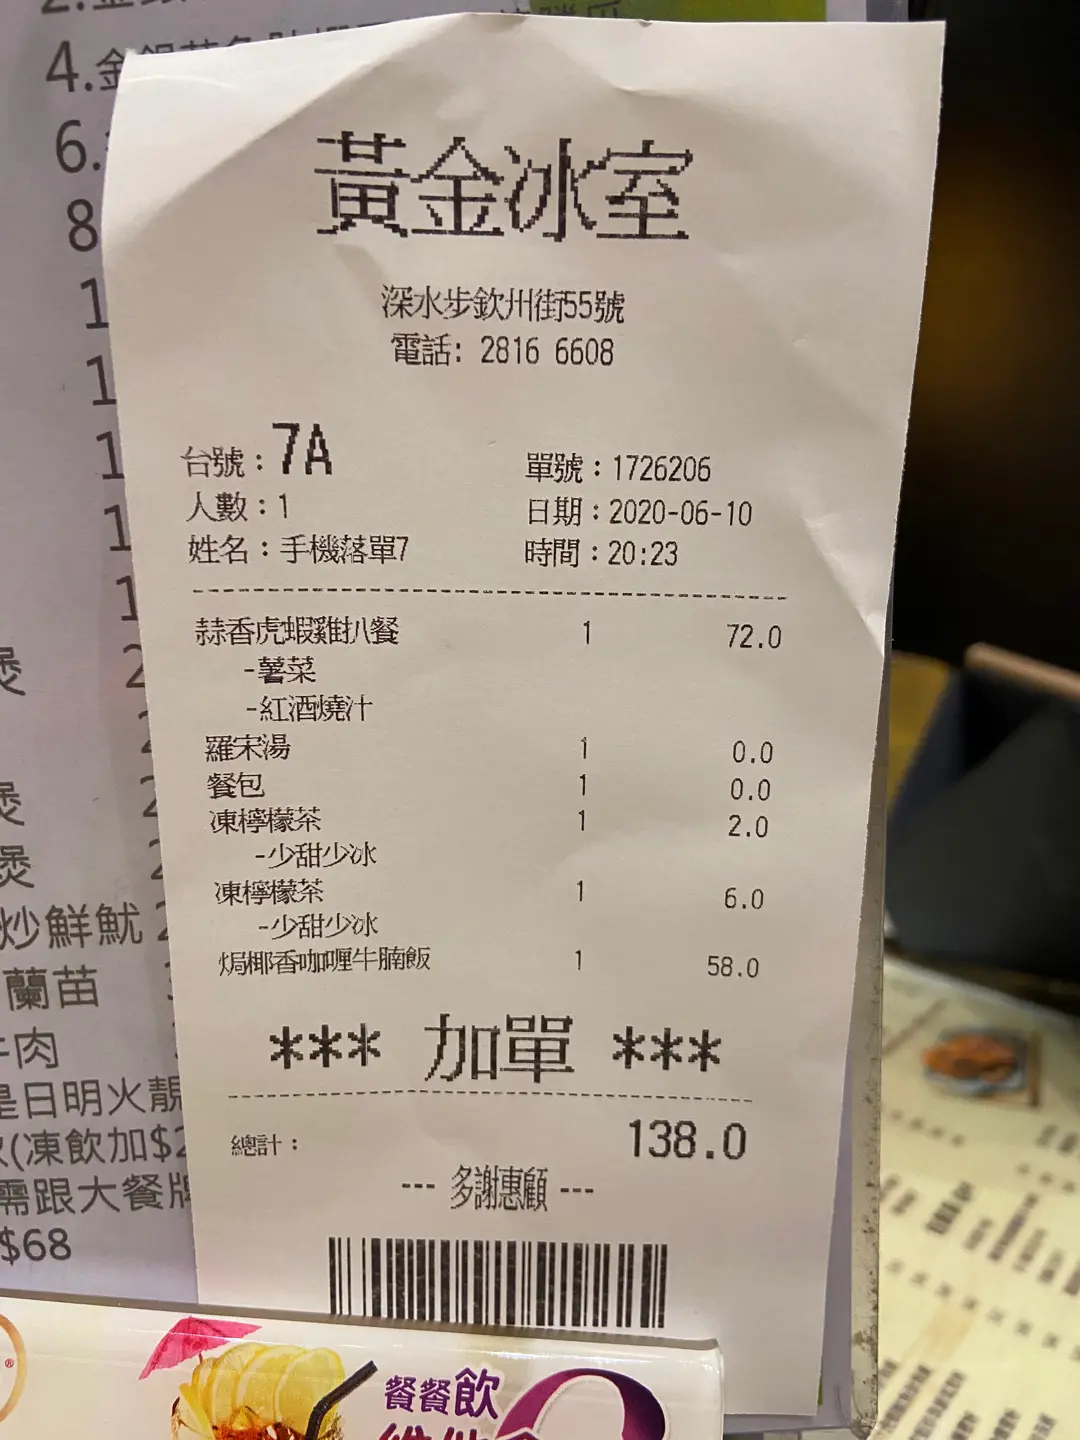 4.金銀
6.
8
黃金冰室
深水步欽州街55號
電話: 2816 6608
台號：7A 單號：1726206
人數：1 日期：2020-06-10
姓名：手機落單7 時間：20:23
蒜香虎蝦雞扒餐 1 72.0
-薯菜
-紅酒燒汁
羅宋湯 1 0.0
餐包 1 0.0
凍檸檬茶 1 2.0
-少甜少冰
凍檸檬茶 1 6.0
-少甜少冰
焗椰香咖喱牛腩飯 1 58.0
*** 加單 ***
總計： 138.0
--- 多謝惠顧 ---
煲
煲
煲
炒鮮魷
蘭苗
牛肉
是日明火靚
(凍飲加$2
需跟大餐牌
$68
餐餐飲